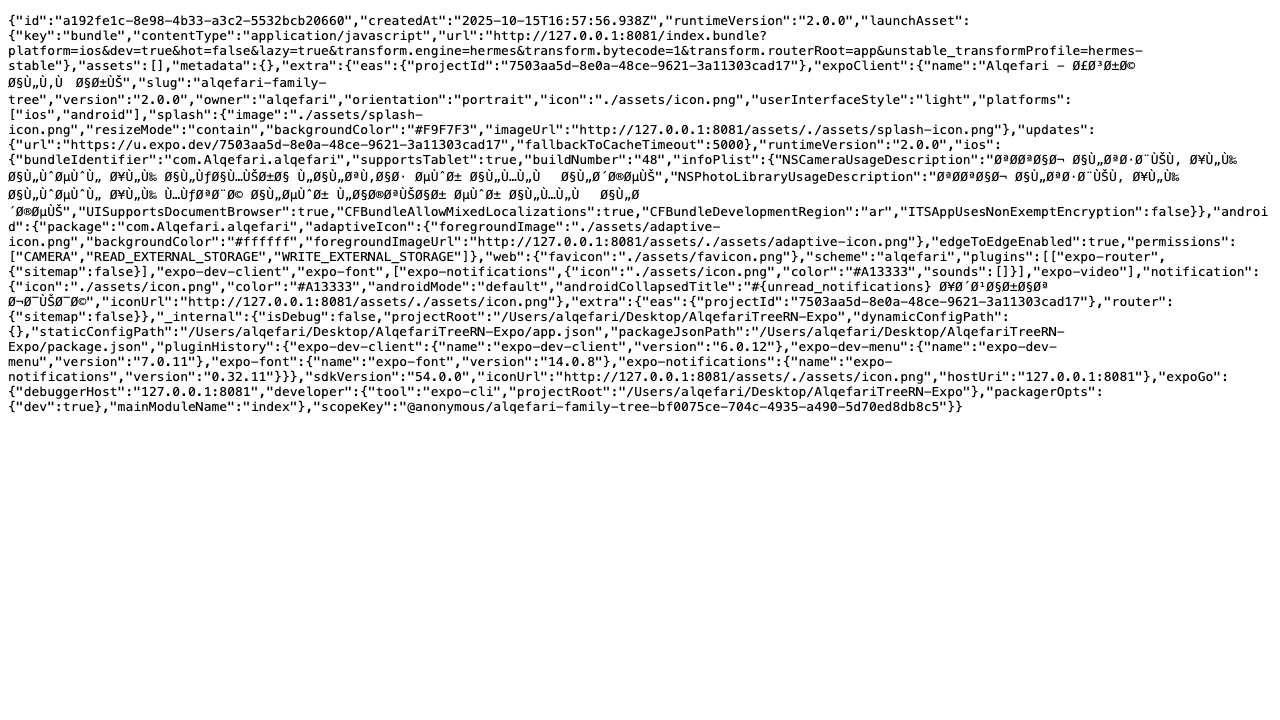 {"id":"a192fe1c-8e98-4b33-a3c2-5532bcb20660","createdAt":"2025-10-15T16:57:56.938Z","runtimeVersion":"2.0.0","launchAsset":
{"key":"bundle","contentType":"application/javascript","url":"http://127.0.0.1:8081/index.bundle?
platform=ios&dev=true&hot=false&lazy=true&transform.engine=hermes&transform.bytecode=1&transform.routerRoot=app&unstable_transformProfile=hermes-
stable"},"assets":[],"metadata":{},"extra":{"eas":{"projectId":"7503aa5d-8e0a-48ce-9621-3a11303cad17"},"expoClient":{"name":"Alqefari - Ø£Ø³Ø±Ø©
Ø§Ù„Ù‚Ù Ø§Ø±ÙŠ","slug":"alqefari-family-
tree","version":"2.0.0","owner":"alqefari","orientation":"portrait","icon":"./assets/icon.png","userInterfaceStyle":"light","platforms":
["ios","android"],"splash":{"image":"./assets/splash-
icon.png","resizeMode":"contain","backgroundColor":"#F9F7F3","imageUrl":"http://127.0.0.1:8081/assets/./assets/splash-icon.png"},"updates":
{"url":"https://u.expo.dev/7503aa5d-8e0a-48ce-9621-3a11303cad17","fallbackToCacheTimeout":5000},"runtimeVersion":"2.0.0","ios":
{"bundleIdentifier":"com.Alqefari.alqefari","supportsTablet":true,"buildNumber":"48","infoPlist":{"NSCameraUsageDescription":"ØªØØªØ§Ø¬ Ø§Ù„ØªØ·Ø¨ÙŠÙ‚ Ø¥Ù„Ù‰
Ø§Ù„ÙˆØµÙˆÙ„ Ø¥Ù„Ù‰ Ø§Ù„ÙƒØ§Ù…ÙŠØ±Ø§ Ù„Ø§Ù„ØªÙ‚Ø§Ø· ØµÙˆØ± Ø§Ù„Ù…Ù„Ù Ø§Ù„Ø´Ø®ØµÙŠ","NSPhotoLibraryUsageDescription":"ØªØØªØ§Ø¬ Ø§Ù„ØªØ·Ø¨ÙŠÙ‚ Ø¥Ù„Ù‰
Ø§Ù„ÙˆØµÙˆÙ„ Ø¥Ù„Ù‰ Ù…ÙƒØªØ¨Ø© Ø§Ù„ØµÙˆØ± Ù„Ø§Ø®ØªÙŠØ§Ø± ØµÙˆØ± Ø§Ù„Ù…Ù„Ù Ø§Ù„Ø
´Ø®ØµÙŠ","UISupportsDocumentBrowser":true,"CFBundleAllowMixedLocalizations":true,"CFBundleDevelopmentRegion":"ar","ITSAppUsesNonExemptEncryption":false}},"androi
d":{"package":"com.Alqefari.alqefari","adaptiveIcon":{"foregroundImage":"./assets/adaptive-
icon.png","backgroundColor":"#ffffff","foregroundImageUrl":"http://127.0.0.1:8081/assets/./assets/adaptive-icon.png"},"edgeToEdgeEnabled":true,"permissions":
["CAMERA","READ_EXTERNAL_STORAGE","WRITE_EXTERNAL_STORAGE"]},"web":{"favicon":"./assets/favicon.png"},"scheme":"alqefari","plugins":[["expo-router",
{"sitemap":false}],"expo-dev-client","expo-font",["expo-notifications",{"icon":"./assets/icon.png","color":"#A13333","sounds":[]}],"expo-video"],"notification":
{"icon":"./assets/icon.png","color":"#A13333","androidMode":"default","androidCollapsedTitle":"#{unread_notifications} Ø¥Ø´Ø¹Ø§Ø±Ø§Øª
Ø¬Ø¯ÙŠØ¯Ø©","iconUrl":"http://127.0.0.1:8081/assets/./assets/icon.png"},"extra":{"eas":{"projectId":"7503aa5d-8e0a-48ce-9621-3a11303cad17"},"router":
{"sitemap":false}},"_internal":{"isDebug":false,"projectRoot":"/Users/alqefari/Desktop/AlqefariTreeRN-Expo","dynamicConfigPath":
{},"staticConfigPath":"/Users/alqefari/Desktop/AlqefariTreeRN-Expo/app.json","packageJsonPath":"/Users/alqefari/Desktop/AlqefariTreeRN-
Expo/package.json","pluginHistory":{"expo-dev-client":{"name":"expo-dev-client","version":"6.0.12"},"expo-dev-menu":{"name":"expo-dev-
menu","version":"7.0.11"},"expo-font":{"name":"expo-font","version":"14.0.8"},"expo-notifications":{"name":"expo-
notifications","version":"0.32.11"}}},"sdkVersion":"54.0.0","iconUrl":"http://127.0.0.1:8081/assets/./assets/icon.png","hostUri":"127.0.0.1:8081"},"expoGo":
{"debuggerHost":"127.0.0.1:8081","developer":{"tool":"expo-cli","projectRoot":"/Users/alqefari/Desktop/AlqefariTreeRN-Expo"},"packagerOpts":
{"dev":true},"mainModuleName":"index"},"scopeKey":"@anonymous/alqefari-family-tree-bf0075ce-704c-4935-a490-5d70ed8db8c5"}}